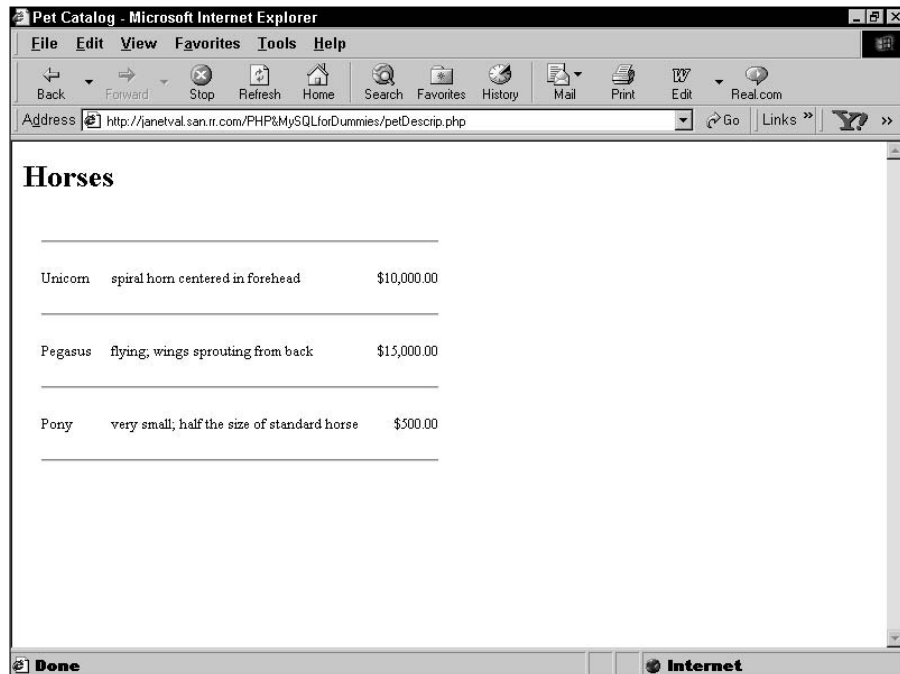 Pet Catalog - Microsoft Internet Explorer
File Edit View Favorites Tools Help
Back Forward Stop Refresh Home Search Favorites History Mail Print Edit Real.com
Address http://janetval.san.rr.com/PHP&MySQLforDummies/petDescrip.php Go Links » Y! »
Horses
Unicorn spiral horn centered in forehead $10,000.00
Pegasus flying; wings sprouting from back $15,000.00
Pony very small; half the size of standard horse $500.00
Done Internet